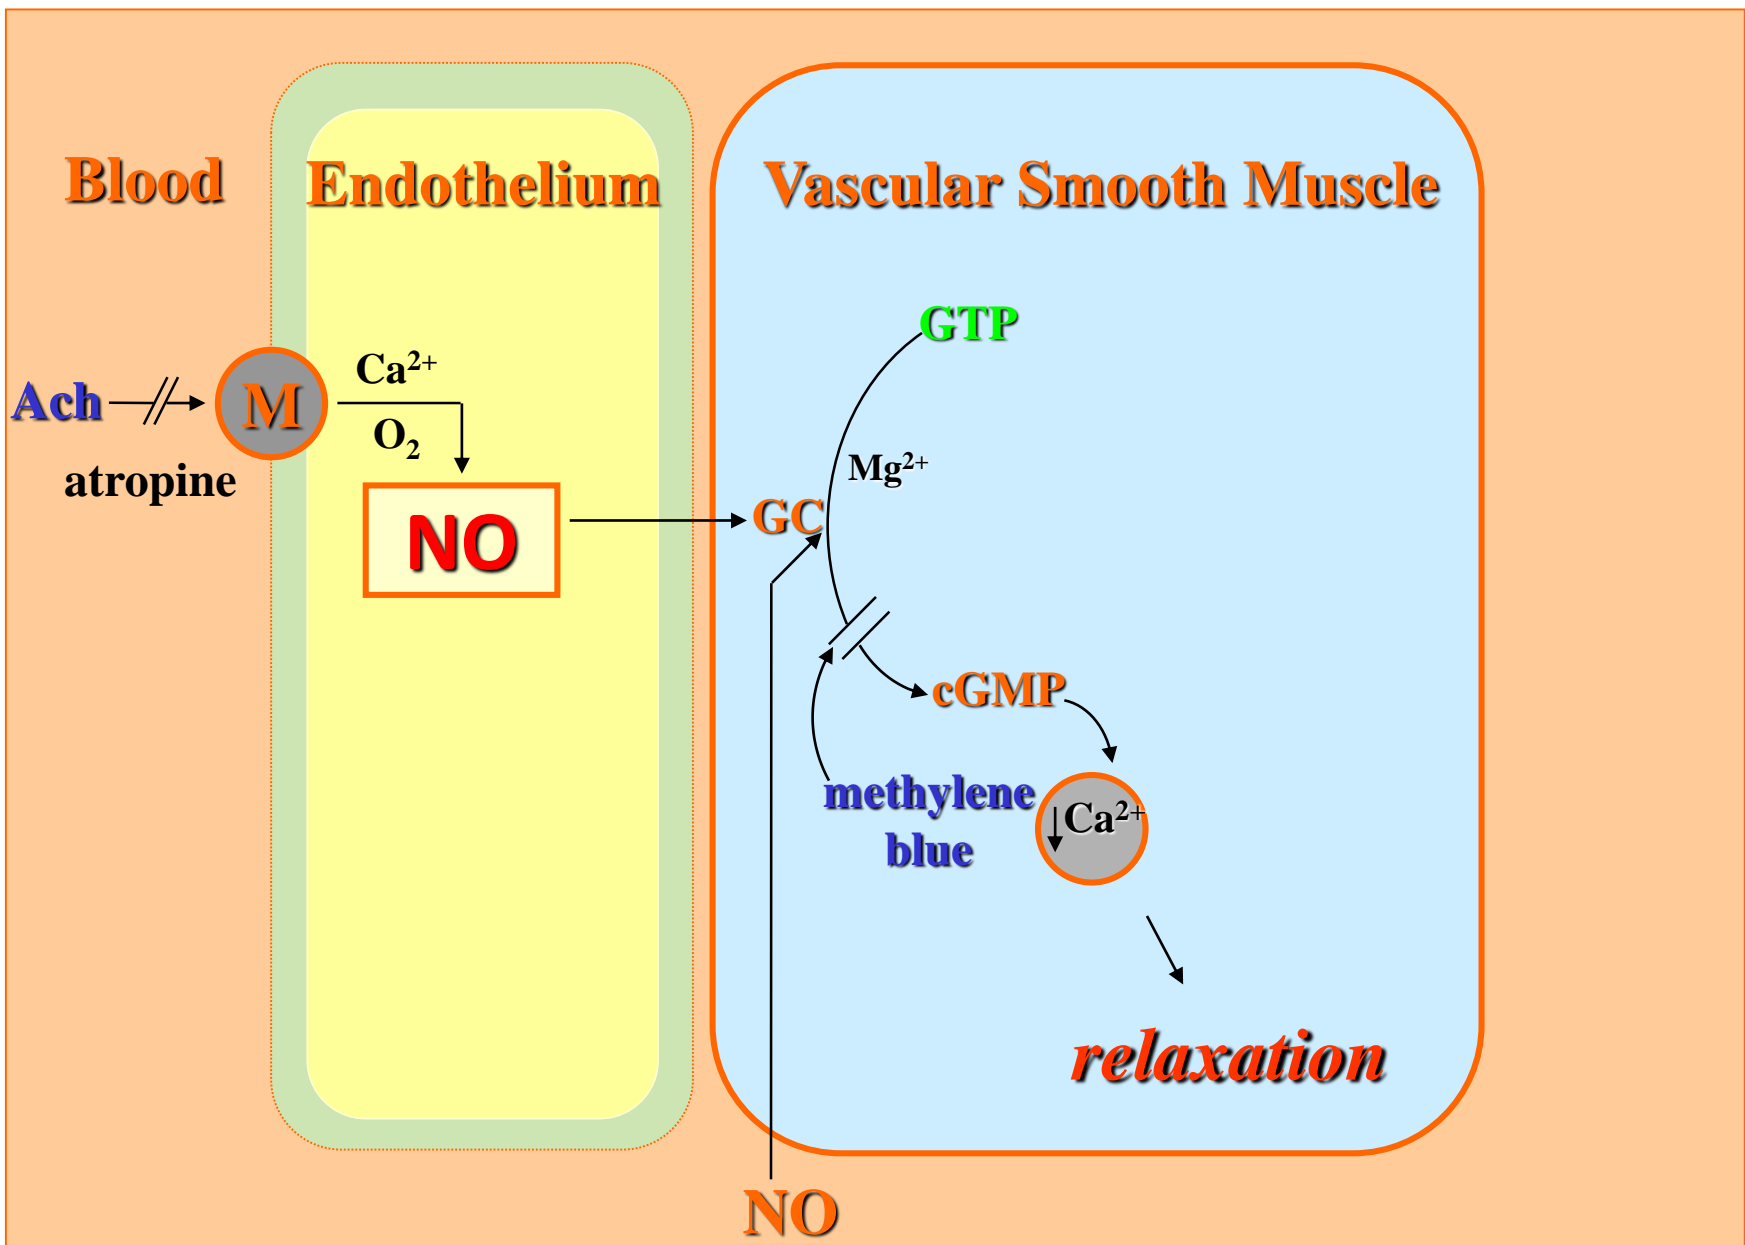 Blood
Endothelium
Vascular Smooth Muscle
GTP
Ca²⁺
Ach
M
O₂
atropine
Mg²⁺
GC
NO
cGMP
methylene
blue
Ca²⁺
relaxation
NO